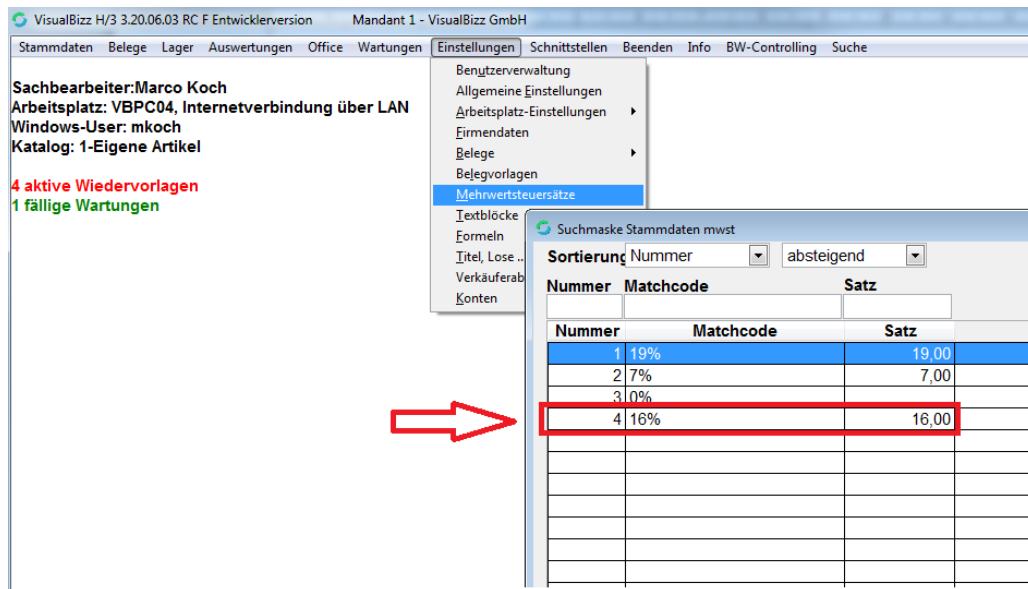 VisualBizz H/3 3.20.06.03 RC F Entwicklerversion Mandant 1 - VisualBizz GmbH
Stammdaten Belege Lager Auswertungen Office Wartungen Einstellungen Schnittstellen Beenden Info BW-Controlling Suche
Sachbearbeiter:Marco Koch
Arbeitsplatz: VBPC04, Internetverbindung über LAN
Windows-User: mkoch
Katalog: 1-Eigene Artikel
4 aktive Wiedervorlagen
1 fällige Wartungen
Benutzerverwaltung
Allgemeine Einstellungen
Arbeitsplatz-Einstellungen
Firmendaten
Belege
Belegvorlagen
Mehrwertsteuersätze
Textblöcke
Formeln
Titel, Lose ..
Verkäuferab
Konten
Suchmaske Stammdaten mwst
Sortierung Nummer absteigend
Nummer Matchcode Satz
Nummer Matchcode Satz
1 19% 19,00
2 7% 7,00
3 0%
4 16% 16,00